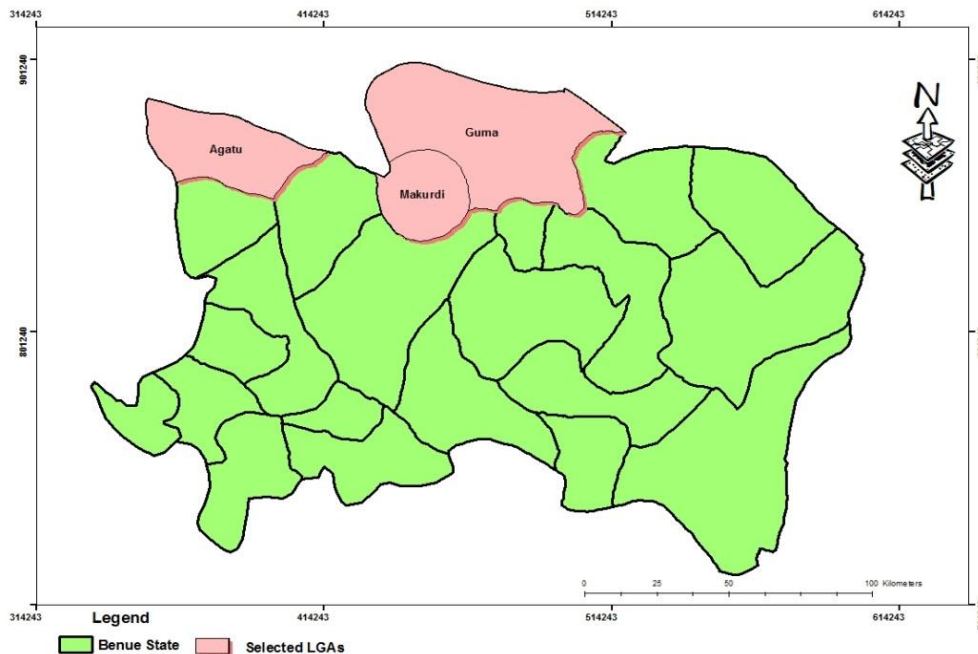 314243 414243 514243 614243
901240
N
Agatu
Guma
Makurdi
801240
0 25 50 100 Kilometers
314243 414243 514243 614243
Legend
Benue State Selected LGAs